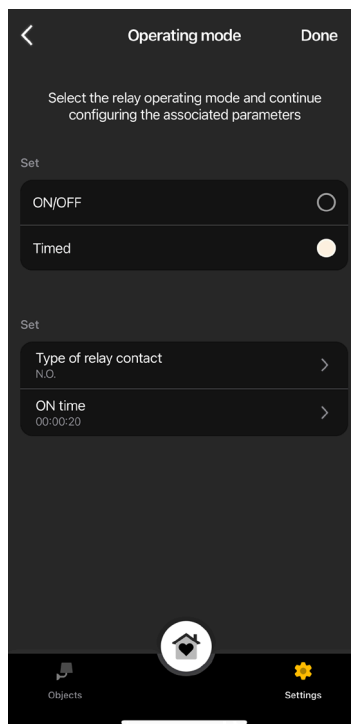 Operating mode
Done
Select the relay operating mode and continue
configuring the associated parameters
Set
ON/OFF
Timed
Set
Type of relay contact
N.O.
ON time
00:00:20
Objects
Settings